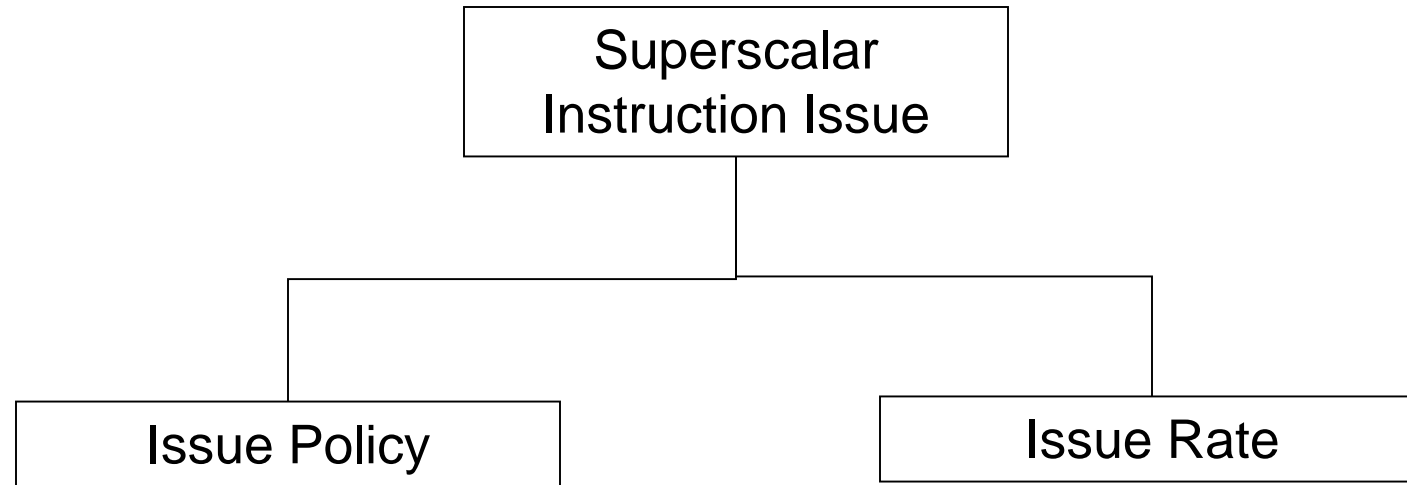 Superscalar
Instruction Issue
Issue Policy
Issue Rate